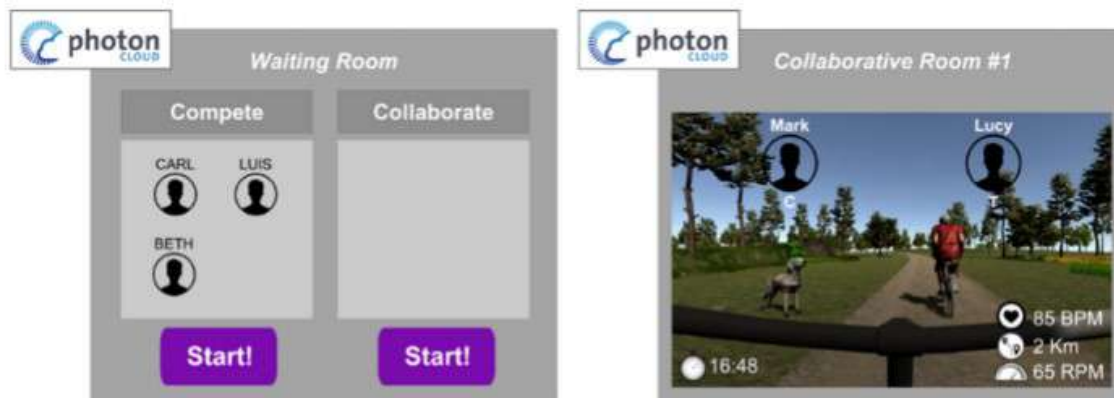 photon
CLOUD
Waiting Room
Compete
Collaborate
CARL
LUIS
BETH
Start!
Start!
photon
CLOUD
Collaborative Room #1
Mark
Lucy
C
T
85 BPM
2 Km
16:48
65 RPM